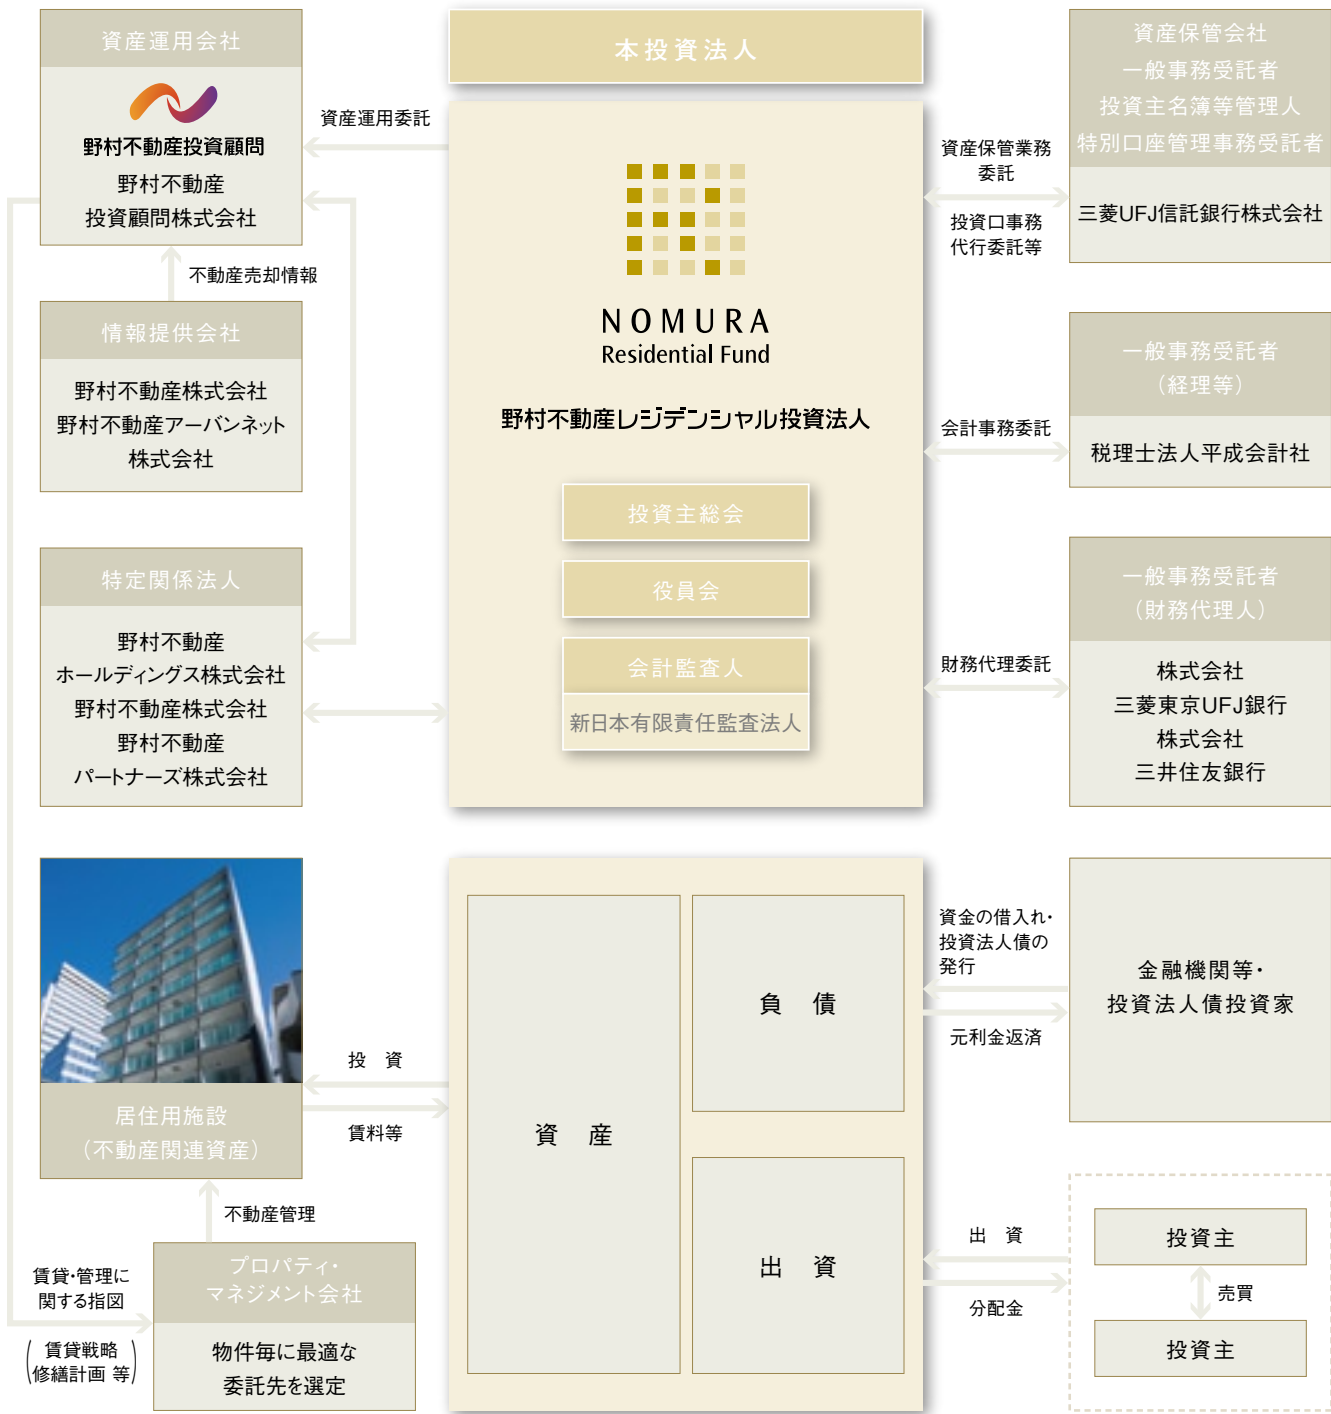 資産運用会社
野村不動産投資顧問
野村不動産
投資顧問株式会社
不動産売却情報
情報提供会社
野村不動産株式会社
野村不動産アーバンネット
株式会社
特定関係法人
野村不動産
ホールディングス株式会社
野村不動産株式会社
野村不動産
パートナーズ株式会社
居住用施設
（不動産関連資産）
不動産管理
プロパティ・
マネジメント会社
物件毎に最適な
委託先を選定
賃貸・管理に
関する指図
（賃貸戦略
修繕計画 等）
資産運用委託
投 資
賃料等
本投資法人
NOMURA
Residential Fund
野村不動産レジデンシャル投資法人
投資主総会
役員会
会計監査人
新日本有限責任監査法人
資 産
負 債
出 資
資産保管業務
委託
投資口事務
代行委託等
会計事務委託
財務代理委託
資金の借入れ・
投資法人債の
発行
元利金返済
出 資
分配金
資産保管会社
一般事務受託者
投資主名簿等管理人
特別口座管理事務受託者
三菱UFJ信託銀行株式会社
一般事務受託者
（経理等）
税理士法人平成会計社
一般事務受託者
（財務代理人）
株式会社
三菱東京UFJ銀行
株式会社
三井住友銀行
金融機関等・
投資法人債投資家
投資主
売買
投資主